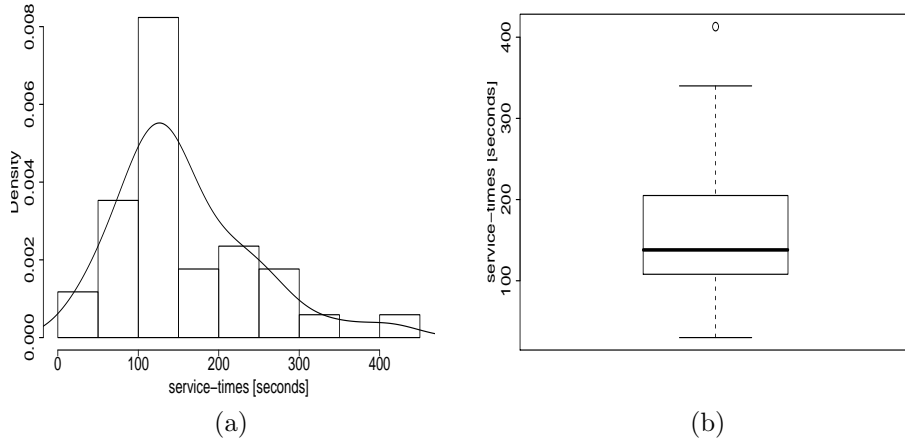 0.000 0.002 0.004 0.006 0.008
Density
0 100 200 300 400
service-times [seconds]
(a)
100 200 300 400
service-times [seconds]
(b)